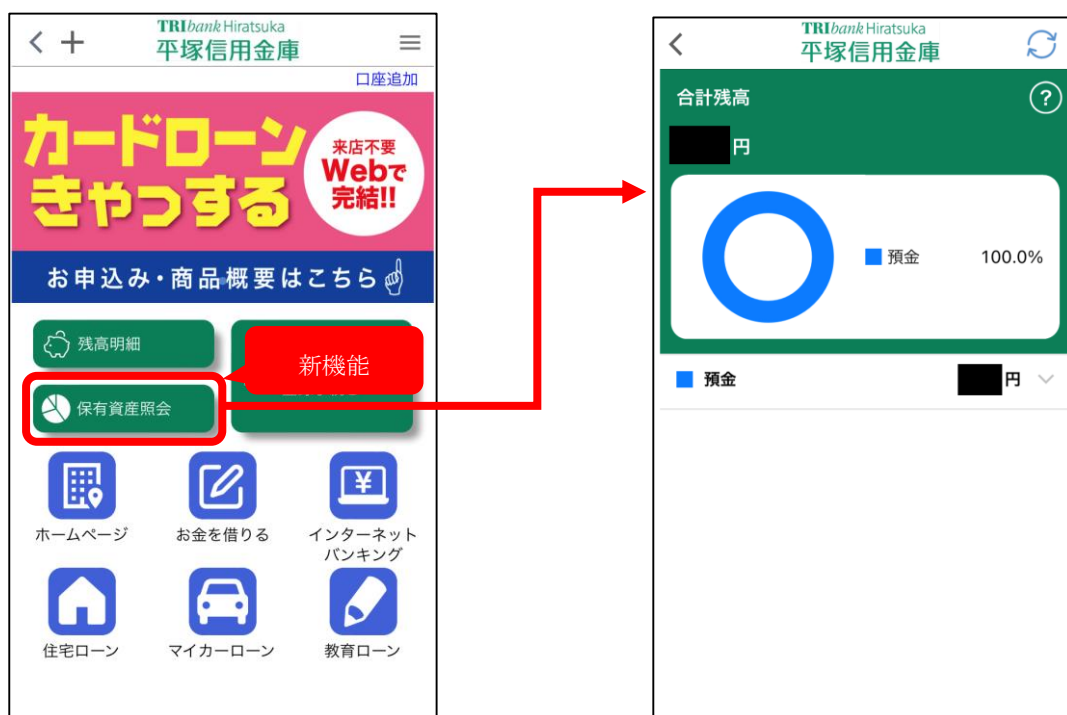 TRIbank Hiratsuka
平塚信用金庫
口座追加
カードローン
きゃっする
来店不要
Webで
完結!!
お申込み・商品概要はこちら
残高明細
新機能
保有資産照会
ホームページ
お金を借りる
インターネット
バンキング
住宅ローン
マイカーローン
教育ローン
TRIbank Hiratsuka
平塚信用金庫
合計残高
?
円
預金 100.0%
預金 円